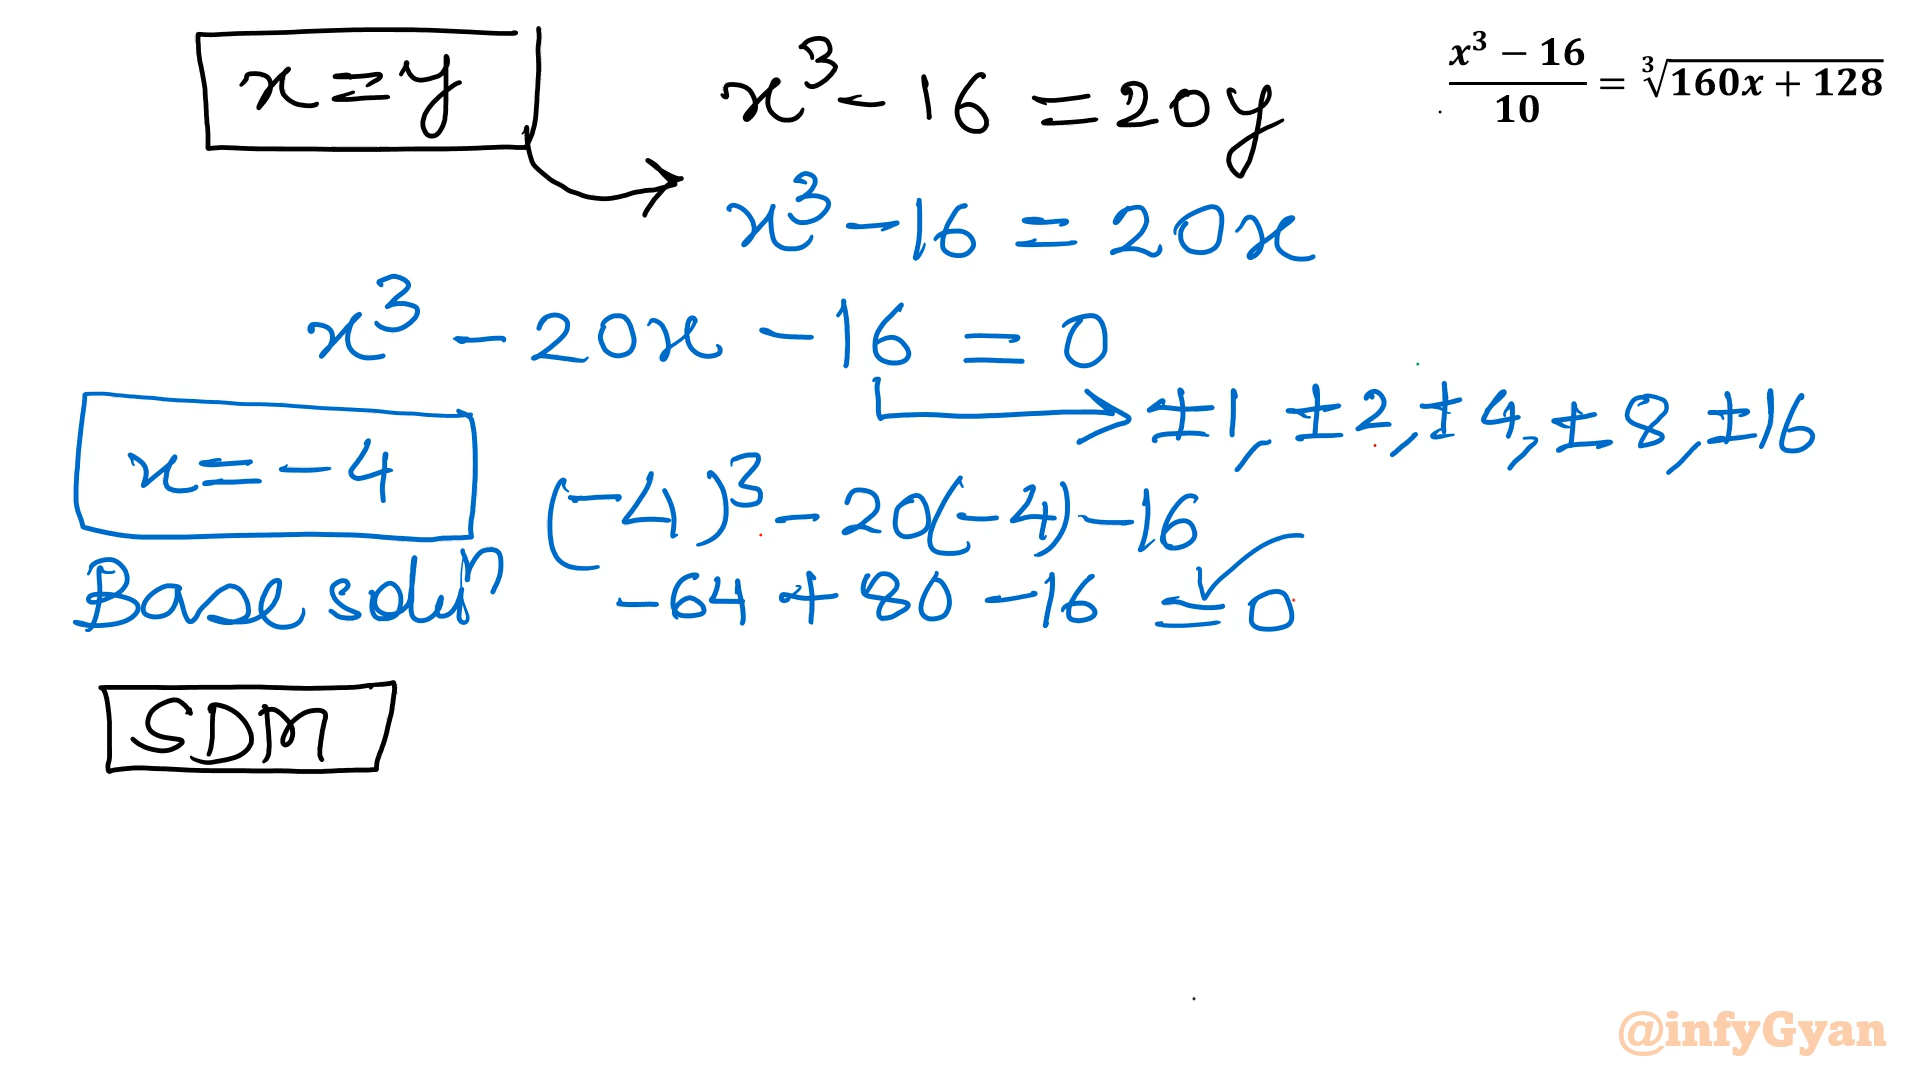 x = y
x³ - 16 = 20y
(x³ − 16)/10 = ∛(160x + 128)
x³ - 16 = 20x
x³ - 20x - 16 = 0
±1, ±2, ±4, ±8, ±16
x = -4
(-4)³ - 20(-4) - 16
Base soluⁿ
-64 + 80 - 16 = 0 ✓
SDM
@infyGyan